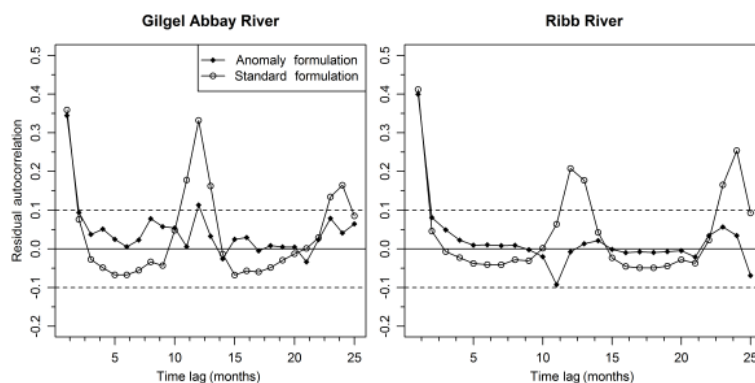 Gilgel Abbay River
Ribb River
Anomaly formulation
Standard formulation
Residual autocorrelation
0.5
0.4
0.3
0.2
0.1
0.0
-0.1
-0.2
5 10 15 20 25
Time lag (months)
0.5
0.4
0.3
0.2
0.1
0.0
-0.1
-0.2
5 10 15 20 25
Time lag (months)